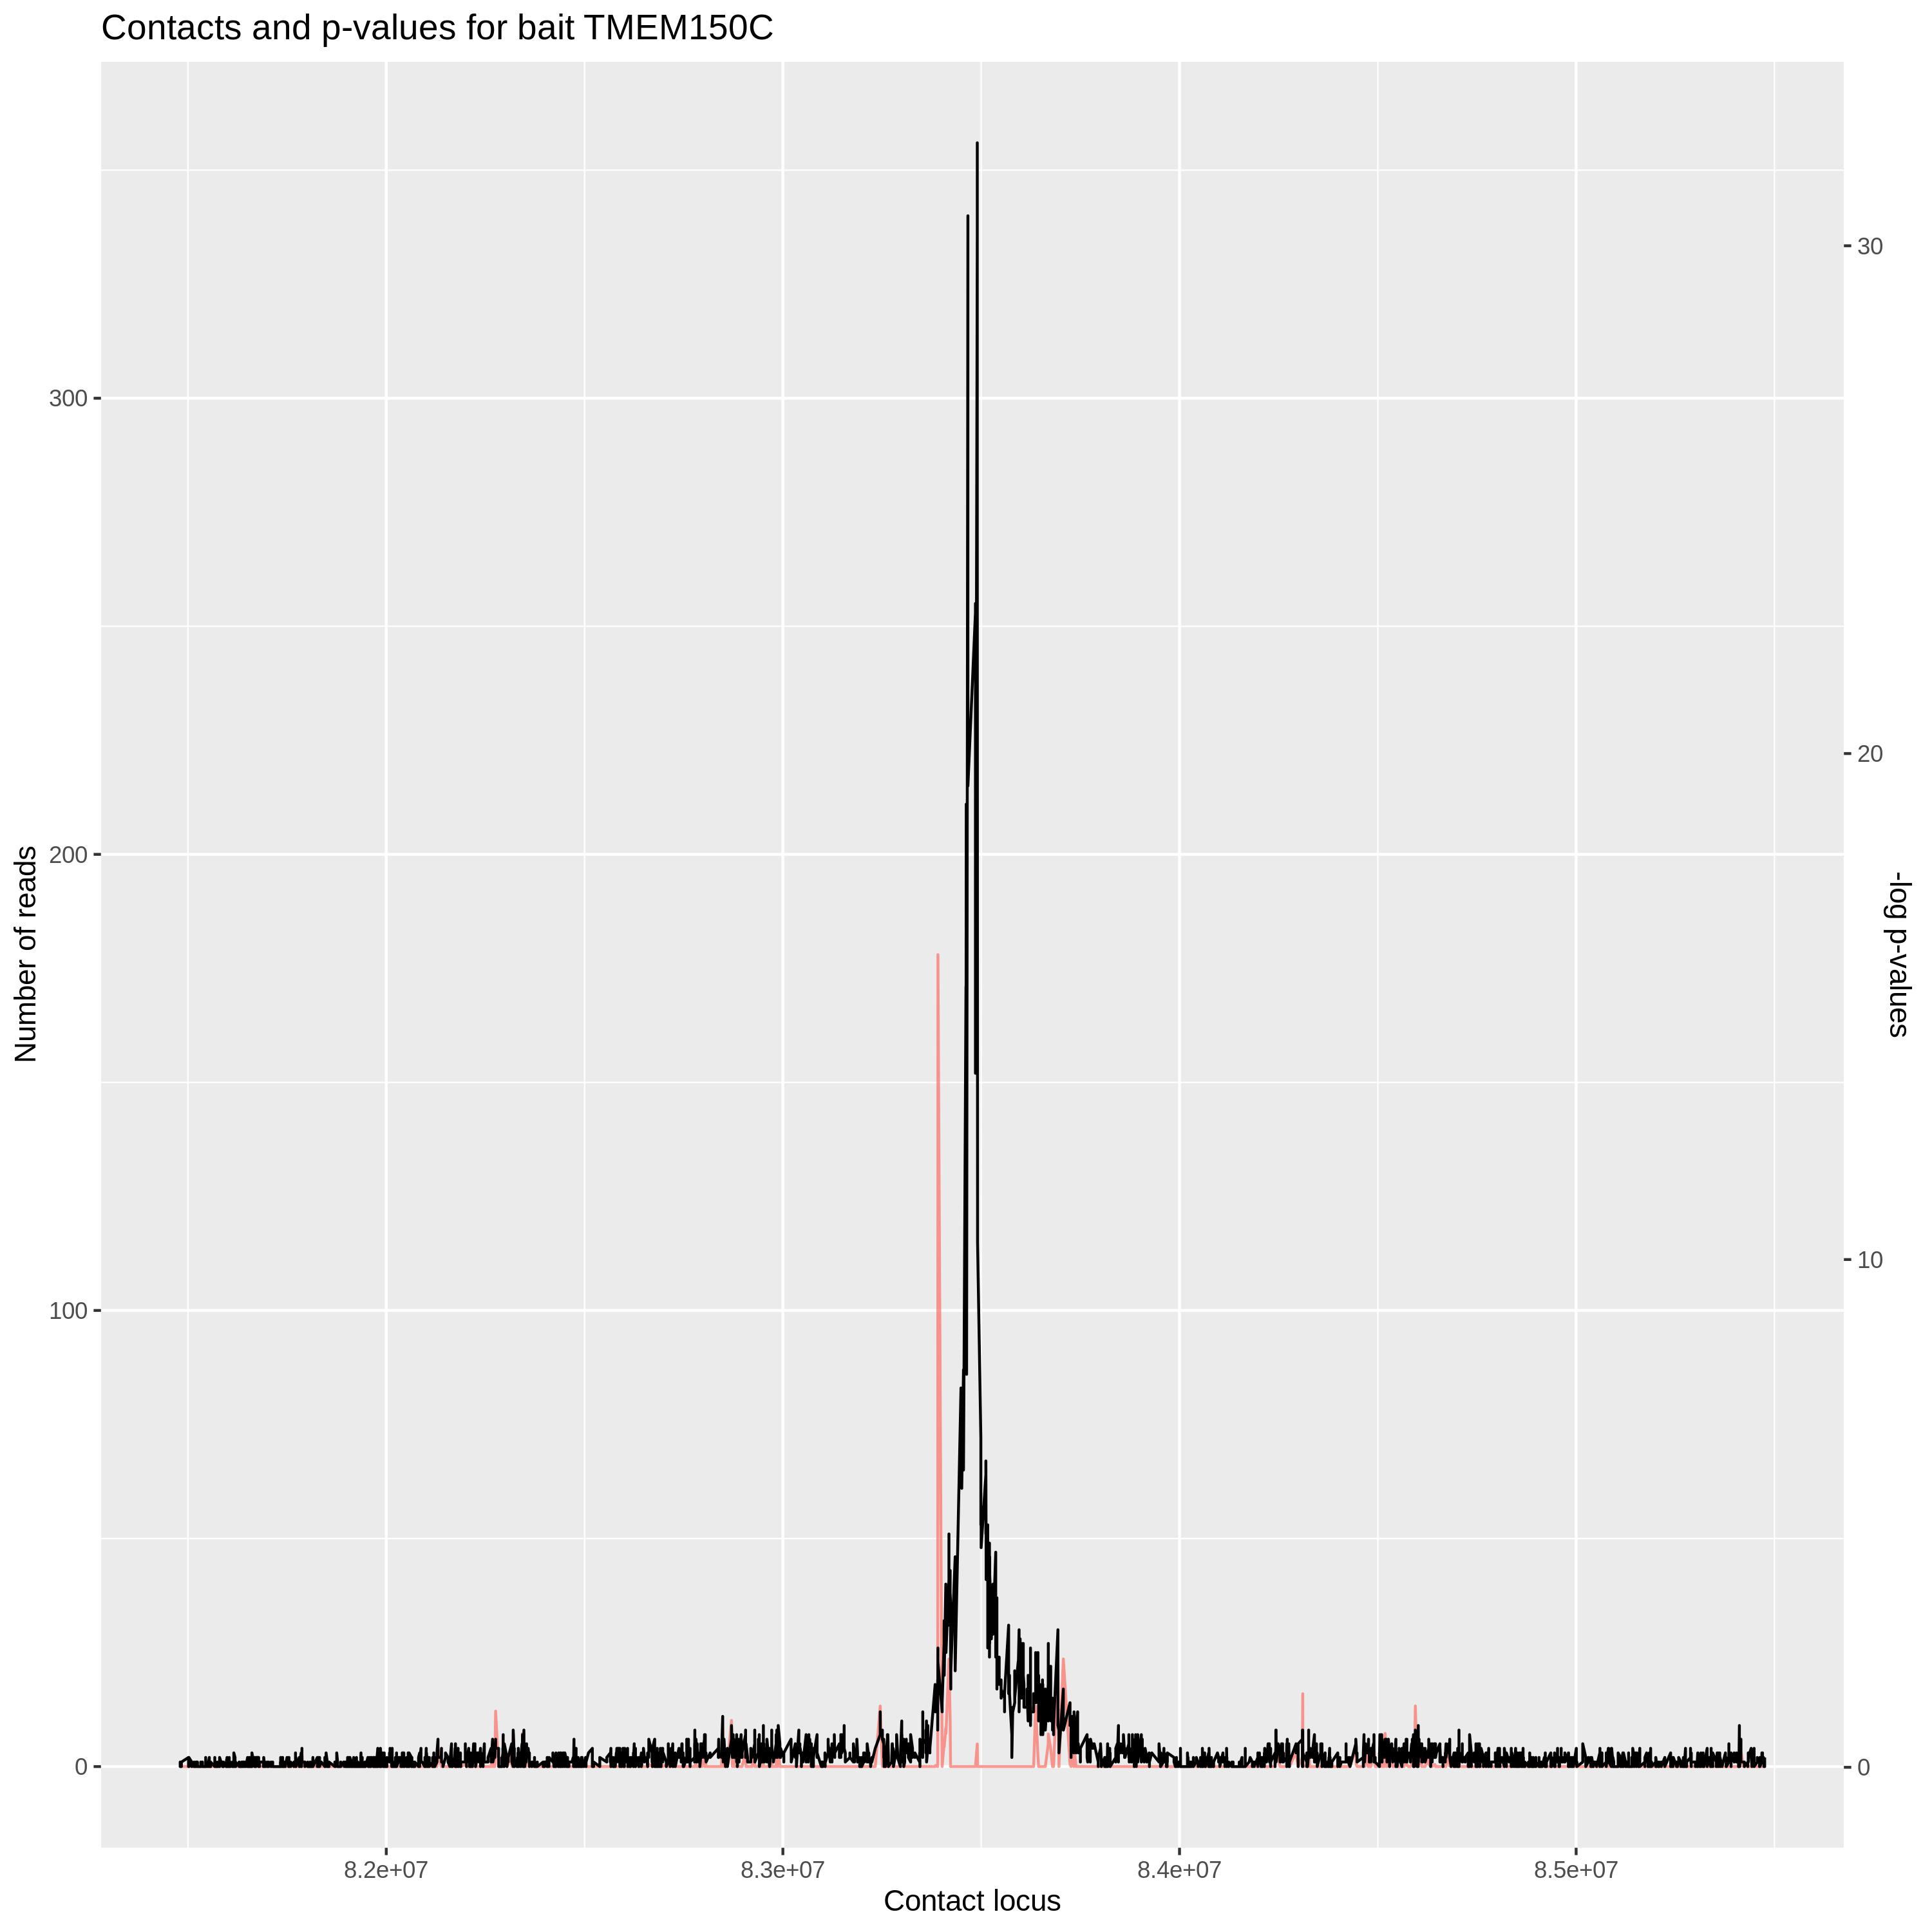 Contacts and p-values for bait TMEM150C
Number of reads
300
200
100
0
30
20
10
0
-log p-values
8.2e+07
8.3e+07
8.4e+07
8.5e+07
Contact locus